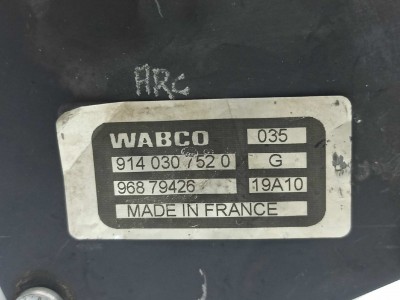 ARC
WABCO 035
914 030 752 0 G
968 79426 19A10
MADE IN FRANCE